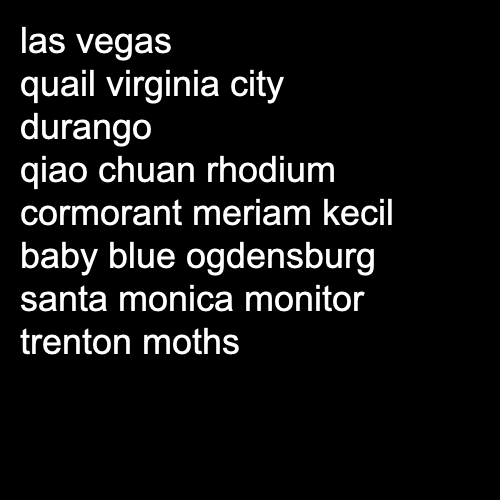 las vegas
quail virginia city
durango
qiao chuan rhodium
cormorant meriam kecil
baby blue ogdensburg
santa monica monitor
trenton moths